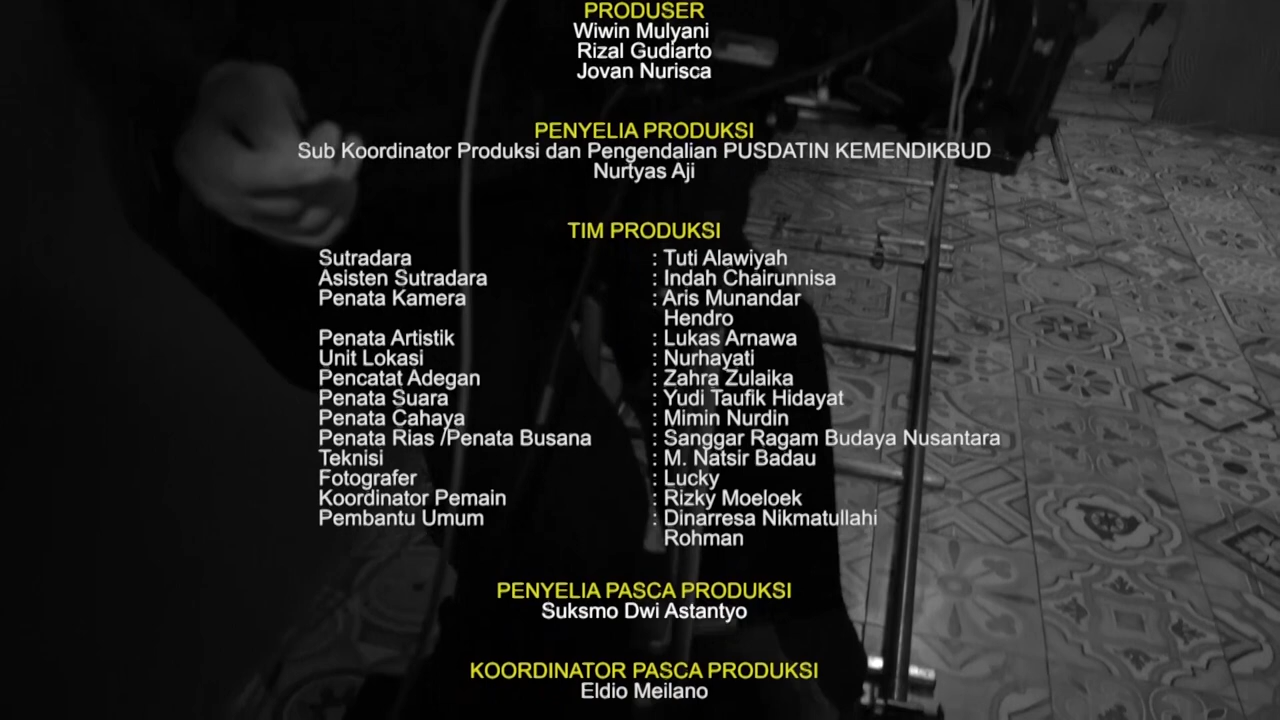 PRODUSER
Wiwin Mulyani
Rizal Gudiarto
Jovan Nurisca
PENYELIA PRODUKSI
Sub Koordinator Produksi dan Pengendalian PUSDATIN KEMENDIKBUD
Nurtyas Aji
TIM PRODUKSI
Sutradara : Tuti Alawiyah
Asisten Sutradara : Indah Chairunnisa
Penata Kamera : Aris Munandar
Hendro
Penata Artistik : Lukas Arnawa
Unit Lokasi : Nurhayati
Pencatat Adegan : Zahra Zulaika
Penata Suara : Yudi Taufik Hidayat
Penata Cahaya : Mimin Nurdin
Penata Rias /Penata Busana : Sanggar Ragam Budaya Nusantara
Teknisi : M. Natsir Badau
Fotografer : Lucky
Koordinator Pemain : Rizky Moeloek
Pembantu Umum : Dinarresa Nikmatullahi
Rohman
PENYELIA PASCA PRODUKSI
Suksmo Dwi Astantyo
KOORDINATOR PASCA PRODUKSI
Eldio Meilano